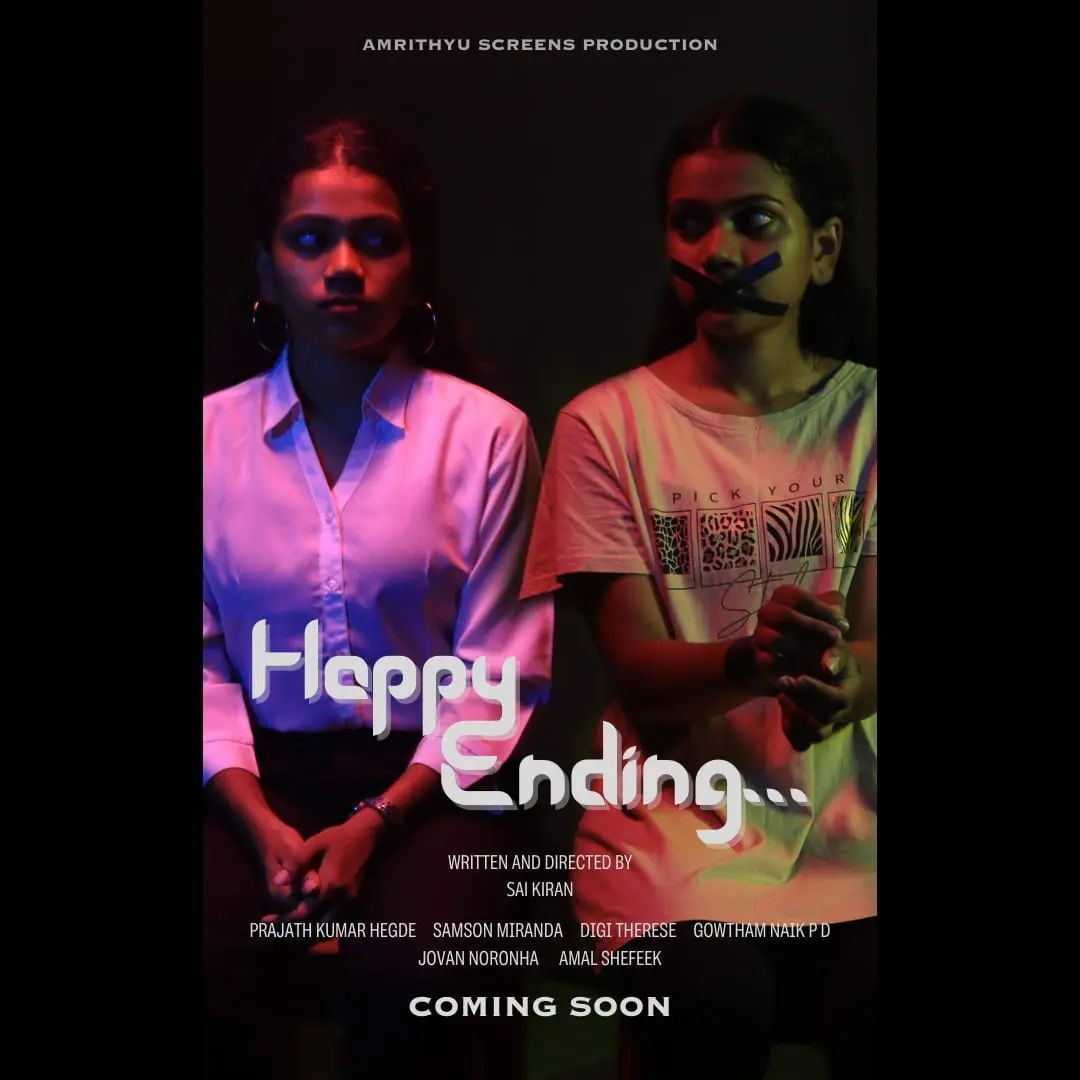 AMRITHYU SCREENS PRODUCTION
PICK YOUR
Happy
Ending...
WRITTEN AND DIRECTED BY
SAI KIRAN
PRAJATH KUMAR HEGDE SAMSON MIRANDA DIGI THERESE GOWTHAM NAIK P D
JOVAN NORONHA AMAL SHEFEEK
COMING SOON